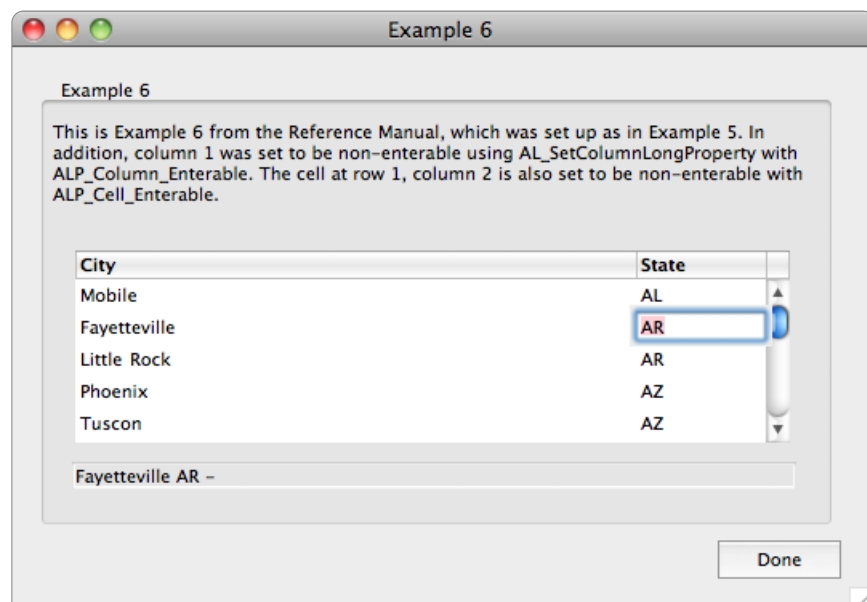 Example 6
Example 6
This is Example 6 from the Reference Manual, which was set up as in Example 5. In
addition, column 1 was set to be non-enterable using AL_SetColumnLongProperty with
ALP_Column_Enterable. The cell at row 1, column 2 is also set to be non-enterable with
ALP_Cell_Enterable.
City State
Mobile AL
Fayetteville AR
Little Rock AR
Phoenix AZ
Tuscon AZ
Fayetteville AR -
Done